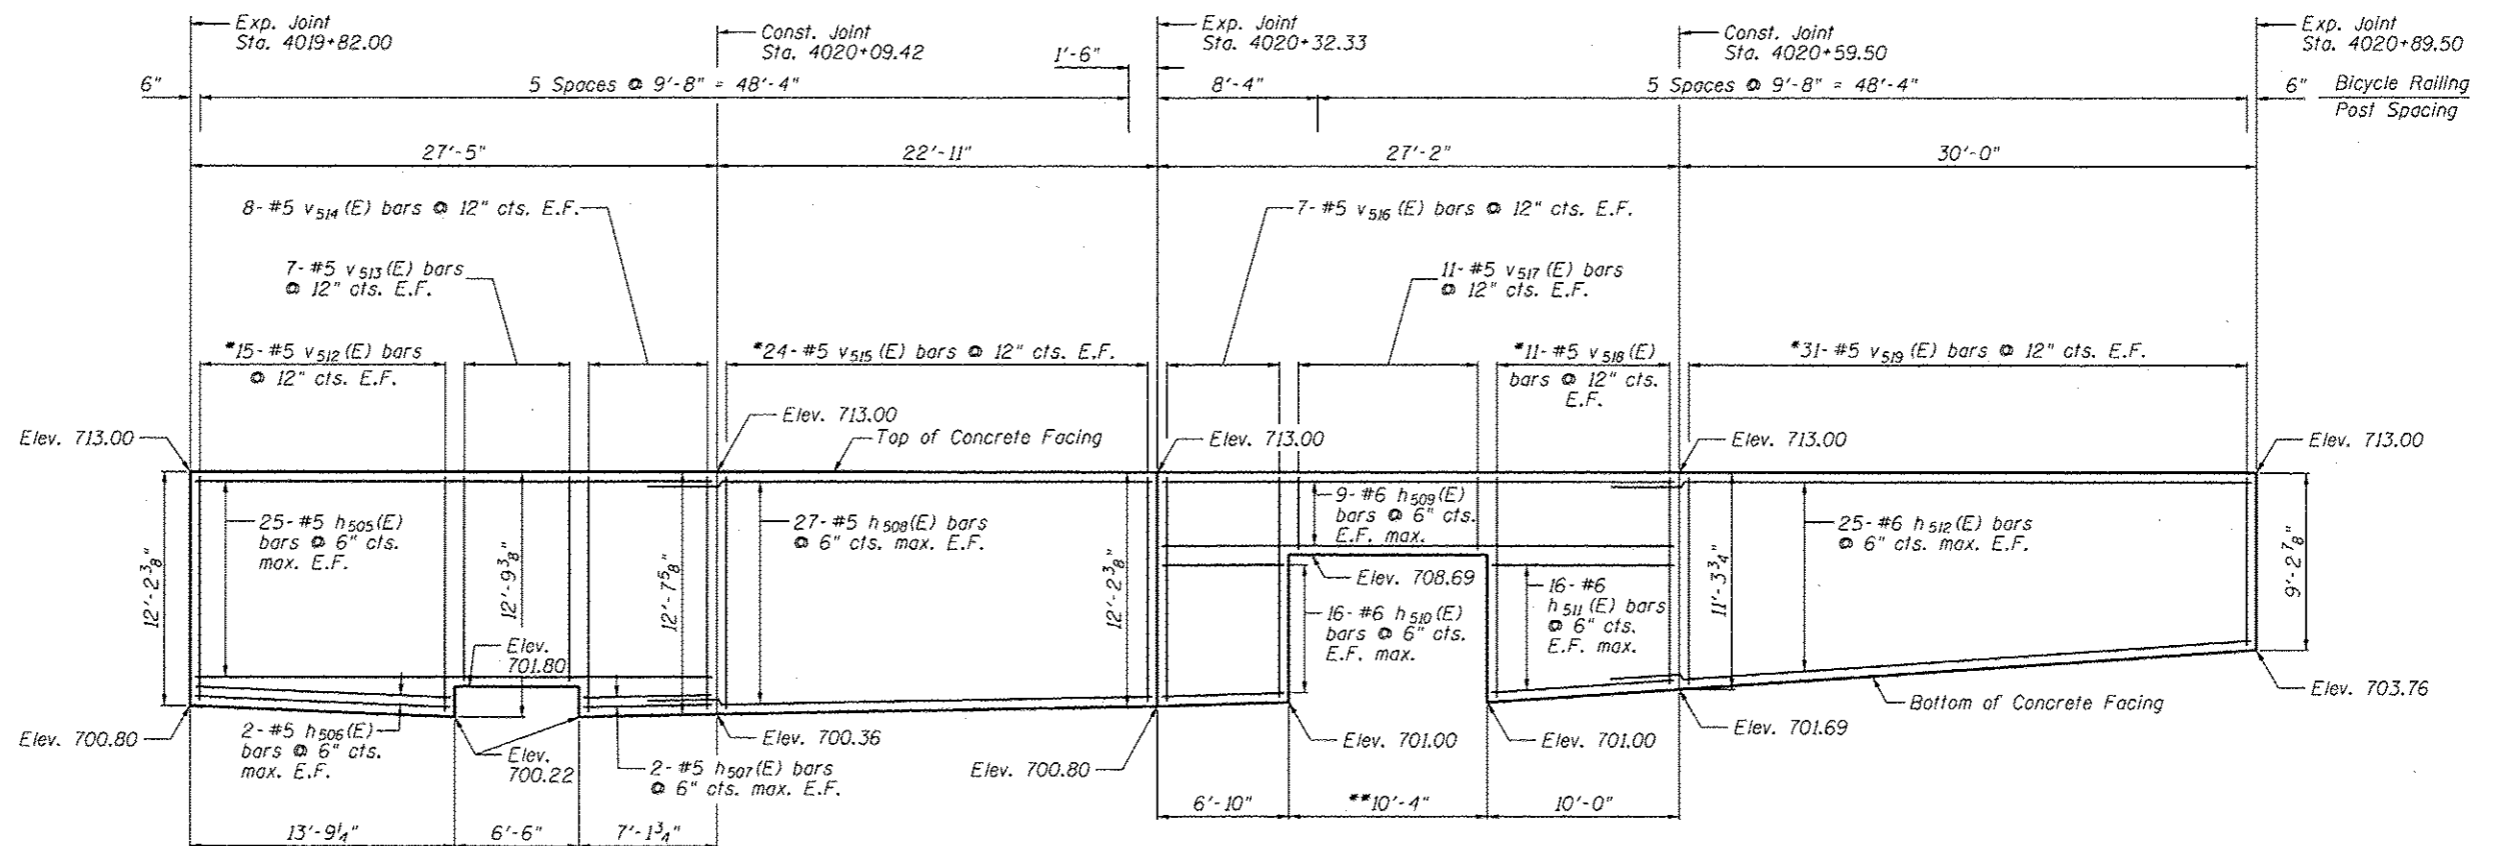 Exp. Joint
Sta. 4019+82.00
Const. Joint
Sta. 4020+09.42
Exp. Joint
Sta. 4020+32.33
Const. Joint
Sta. 4020+59.50
Exp. Joint
Sta. 4020+89.50
6"
5 Spaces @ 9'-8" = 48'-4"
1'-6"
8'-4"
5 Spaces @ 9'-8" = 48'-4"
6"
Bicycle Railing
Post Spacing
27'-5"
22'-11"
27'-2"
30'-0"
8-#5 v514(E) bars @ 12" cts. E.F.
7-#5 v516(E) bars @ 12" cts. E.F.
7-#5 v513(E) bars
@ 12" cts. E.F.
11-#5 v517(E) bars
@ 12" cts. E.F.
*15-#5 v512(E) bars
@ 12" cts. E.F.
*24-#5 v515(E) bars @ 12" cts. E.F.
*11-#5 v518(E)
bars @ 12" cts.
E.F.
*31-#5 v519(E) bars @ 12" cts. E.F.
Elev. 713.00
Elev. 713.00
Top of Concrete Facing
Elev. 713.00
Elev. 713.00
Elev. 713.00
12'-2 3/8"
25-#5 h505(E)
bars @ 6" cts.
max. E.F.
12'-9 3/8"
12'-7 5/8"
27-#5 h508(E) bars
@ 6" cts. max. E.F.
12'-2 3/8"
9-#6 h509(E)
bars @ 6" cts.
E.F. max.
Elev. 708.69
16-#6 h510(E)
bars @ 6" cts.
E.F. max.
16-#6
h511(E) bars
@ 6" cts.
E.F. max.
11'-3 3/4"
25-#6 h512(E) bars
@ 6" cts. max. E.F.
9'-2 7/8"
Elev.
701.80
Elev. 700.80
2-#5 h506(E)
bars @ 6" cts.
max. E.F.
Elev.
700.22
2-#5 h507(E) bars
@ 6" cts. max. E.F.
Elev. 700.36
Elev. 700.80
Elev. 701.00
Elev. 701.00
Elev. 701.69
Bottom of Concrete Facing
Elev. 703.76
6'-10"
**10'-4"
10'-0"
13'-9 1/4"
6'-6"
7'-1 3/4"